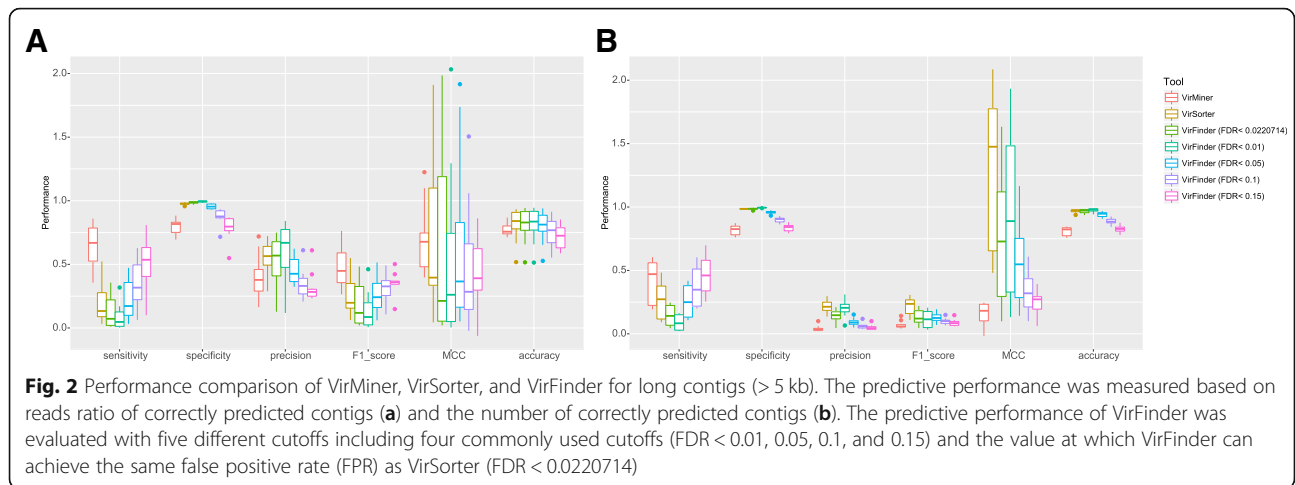 A
B
2.0
1.5
1.0
0.5
0.0
Performance
sensitivity
specificity
precision
F1_score
MCC
accuracy
2.0
1.5
1.0
0.5
0.0
Performance
sensitivity
specificity
precision
F1_score
MCC
accuracy
Tool
VirMiner
VirSorter
VirFinder (FDR< 0.0220714)
VirFinder (FDR< 0.01)
VirFinder (FDR< 0.05)
VirFinder (FDR< 0.1)
VirFinder (FDR< 0.15)
Fig. 2 Performance comparison of VirMiner, VirSorter, and VirFinder for long contigs (> 5 kb). The predictive performance was measured based on
reads ratio of correctly predicted contigs (a) and the number of correctly predicted contigs (b). The predictive performance of VirFinder was
evaluated with five different cutoffs including four commonly used cutoffs (FDR < 0.01, 0.05, 0.1, and 0.15) and the value at which VirFinder can
achieve the same false positive rate (FPR) as VirSorter (FDR < 0.0220714)